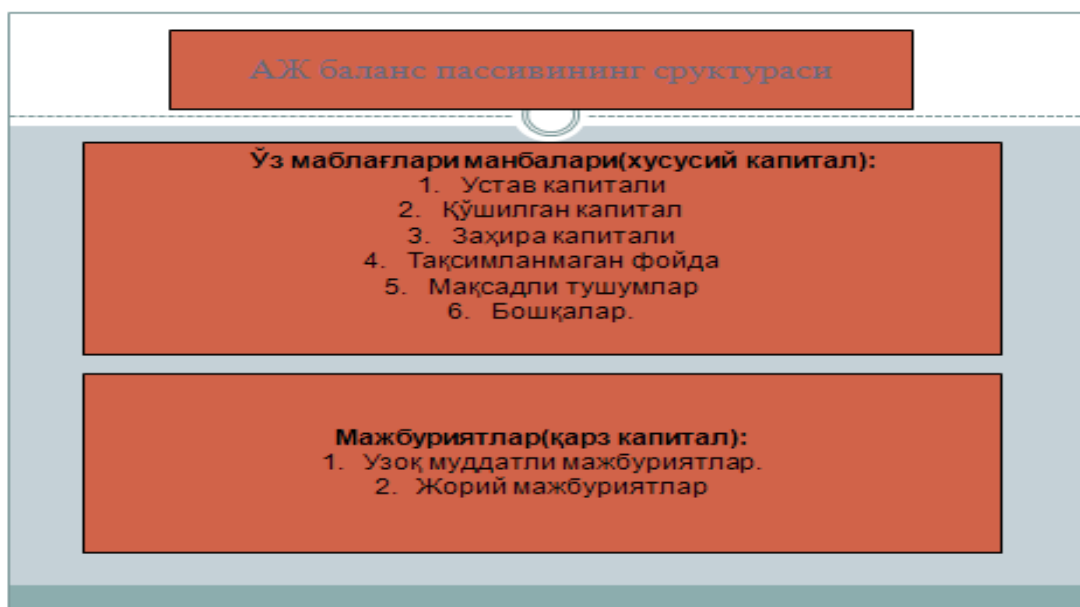 АЖ баланс пассивининг сруктураси
Ўз маблағлари манбалари(хусусий капитал):
1. Устав капитали
2. Қўшилган капитал
3. Заҳира капитали
4. Тақсимланмаган фойда
5. Мақсадли тушумлар
6. Бошқалар.
Мажбуриятлар(қарз капитал):
1. Узоқ муддатли мажбуриятлар.
2. Жорий мажбуриятлар